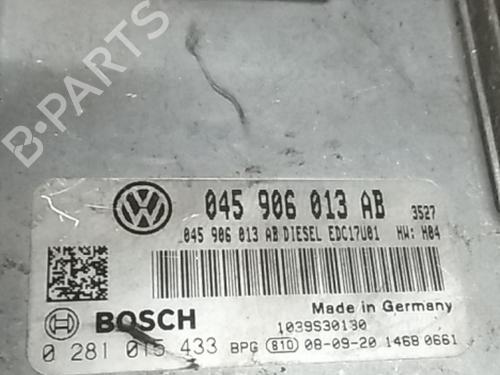 B-PARTS
045 906 013 AB 3527
045 906 013 AB DIESEL EDC17U01 HW: H04
Made in Germany
BOSCH 1039S30130
0 281 015 433 BPG 810 08-09-20 1468 0661